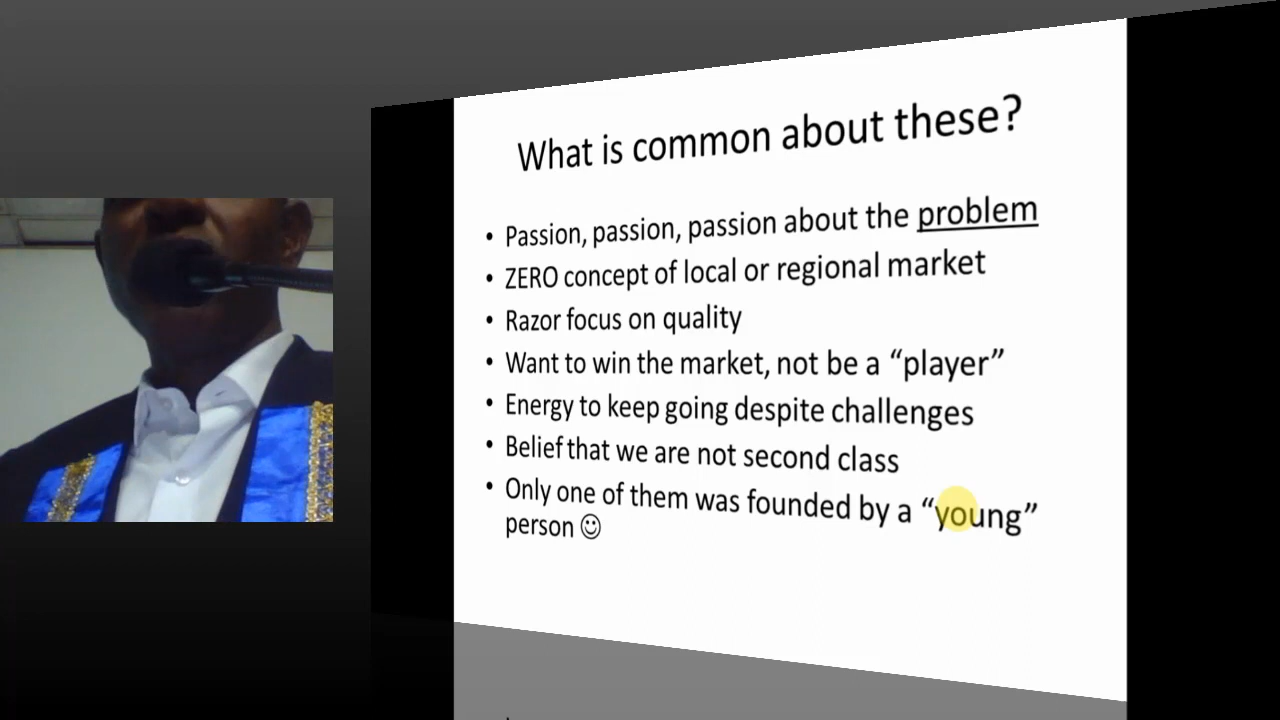 What is common about these?
• Passion, passion, passion about the problem
• ZERO concept of local or regional market
• Razor focus on quality
• Want to win the market, not be a “player”
• Energy to keep going despite challenges
• Belief that we are not second class
• Only one of them was founded by a “young”
person ☺